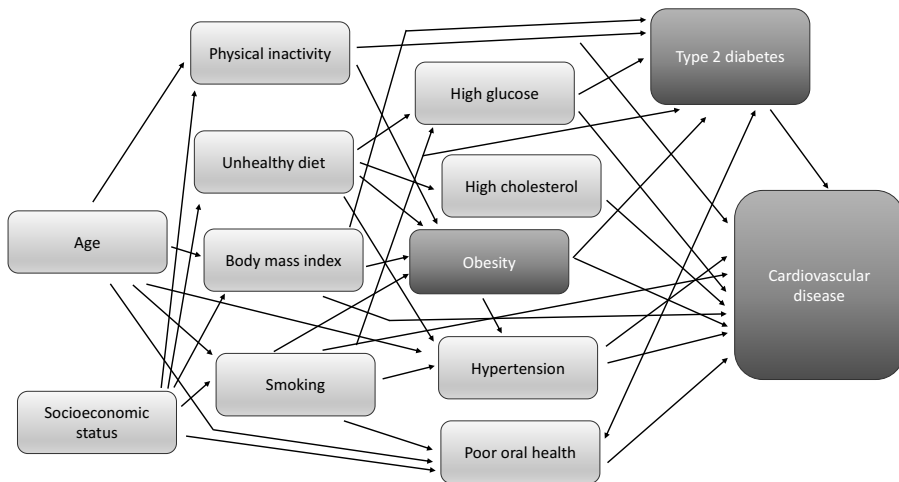 Physical inactivity
Type 2 diabetes
High glucose
Unhealthy diet
High cholesterol
Age
Body mass index
Obesity
Cardiovascular
disease
Smoking
Hypertension
Socioeconomic
status
Poor oral health